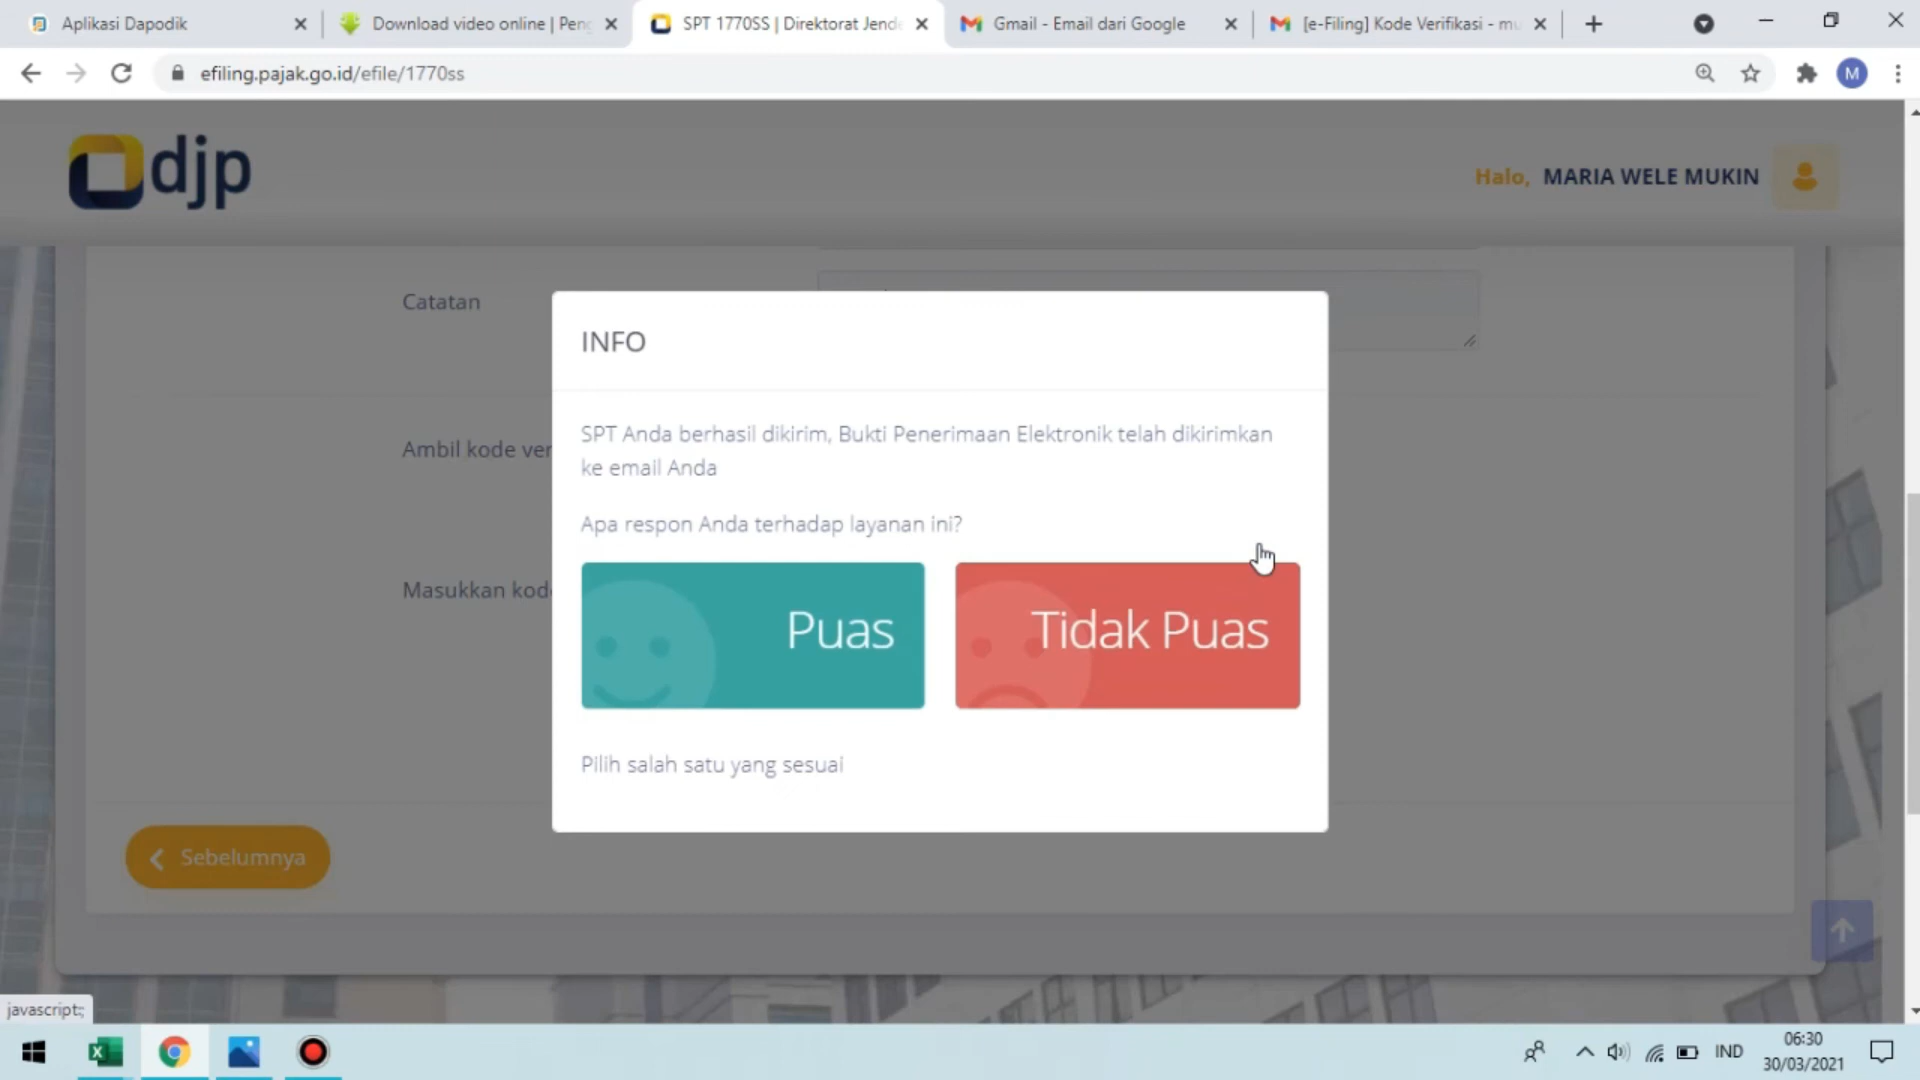 Aplikasi Dapodik
Download video online | Peng
SPT 1770SS | Direktorat Jende
Gmail - Email dari Google
[e-Filing] Kode Verifikasi - mu
efiling.pajak.go.id/efile/1770ss
M
djp
Halo, MARIA WELE MUKIN
Catatan
INFO
SPT Anda berhasil dikirim, Bukti Penerimaan Elektronik telah dikirimkan
ke email Anda
Ambil kode ver
Apa respon Anda terhadap layanan ini?
Masukkan kod
Puas
Tidak Puas
Pilih salah satu yang sesuai
Sebelumnya
javascript:;
IND
06:30
30/03/2021